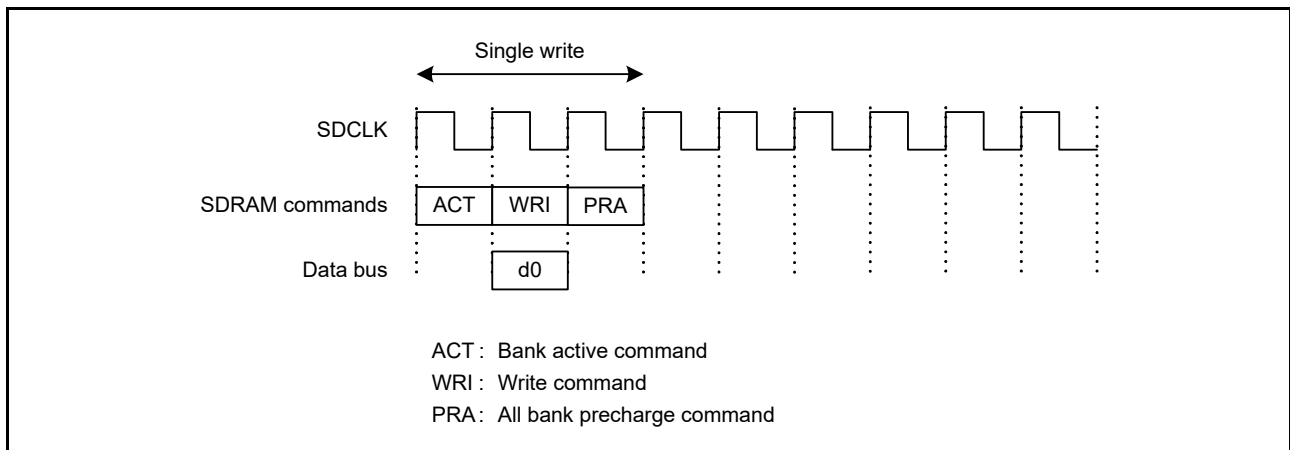 Single write
SDCLK
SDRAM commands ACT WRI PRA
Data bus d0
ACT : Bank active command
WRI : Write command
PRA : All bank precharge command